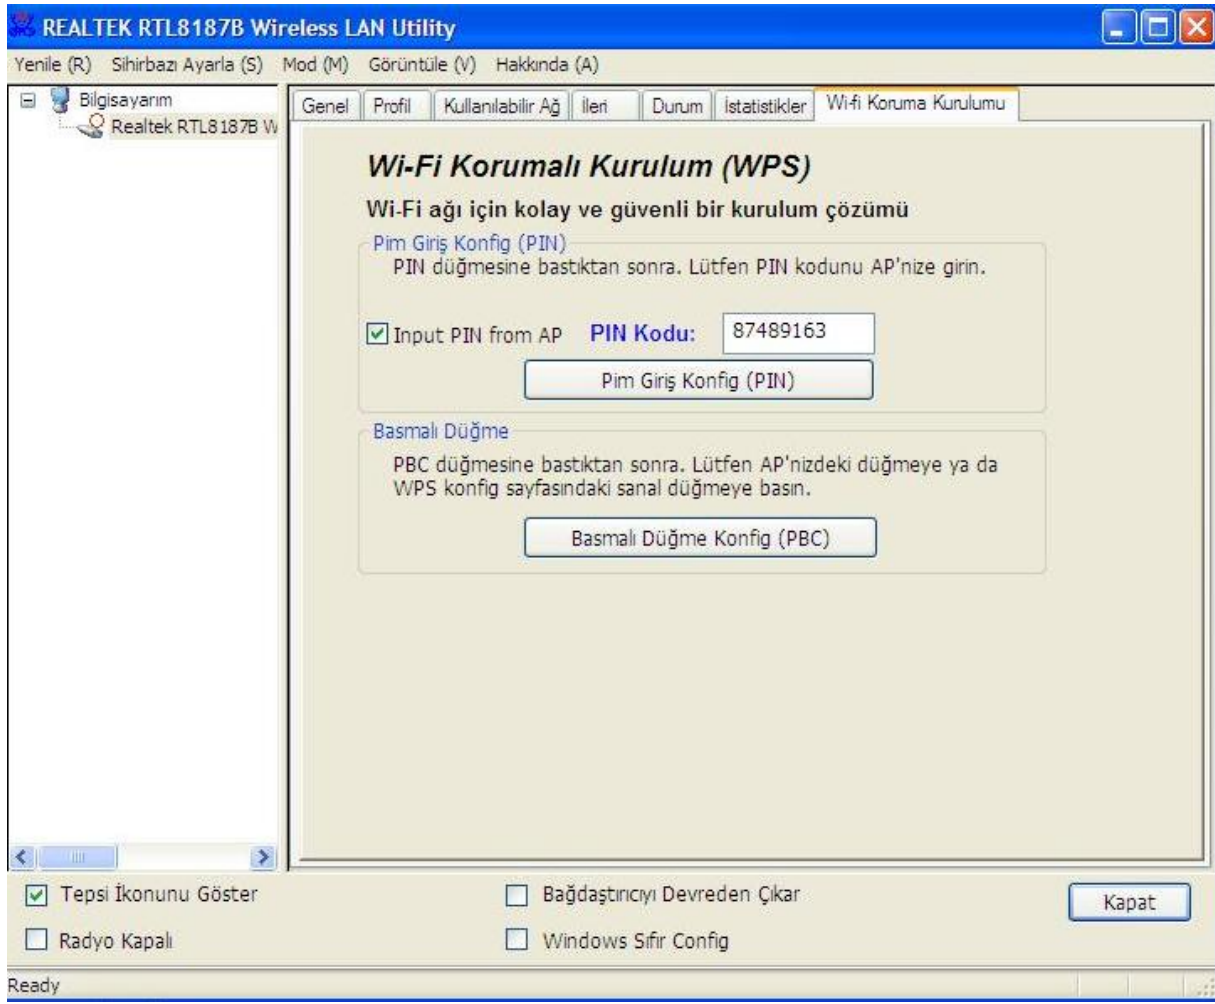 REALTEK RTL8187B Wireless LAN Utility
Yenile (R) Sihirbazı Ayarla (S) Mod (M) Görüntüle (V) Hakkında (A)
Bilgisayarım
Realtek RTL8187B W
Genel Profil Kullanılabilir Ağ İleri Durum İstatistikler Wi-fi Koruma Kurulumu
Wi-Fi Korumalı Kurulum (WPS)
Wi-Fi ağı için kolay ve güvenli bir kurulum çözümü
Pim Giriş Konfig (PIN)
PIN düğmesine bastıktan sonra. Lütfen PIN kodunu AP'nize girin.
Input PIN from AP PIN Kodu: 87489163
Pim Giriş Konfig (PIN)
Basmalı Düğme
PBC düğmesine bastıktan sonra. Lütfen AP'nizdeki düğmeye ya da
WPS konfig sayfasındaki sanal düğmeye basın.
Basmalı Düğme Konfig (PBC)
Tepsi İkonunu Göster Bağdaştırıcıyı Devreden Çıkar Kapat
Radyo Kapalı Windows Sıfır Config
Ready